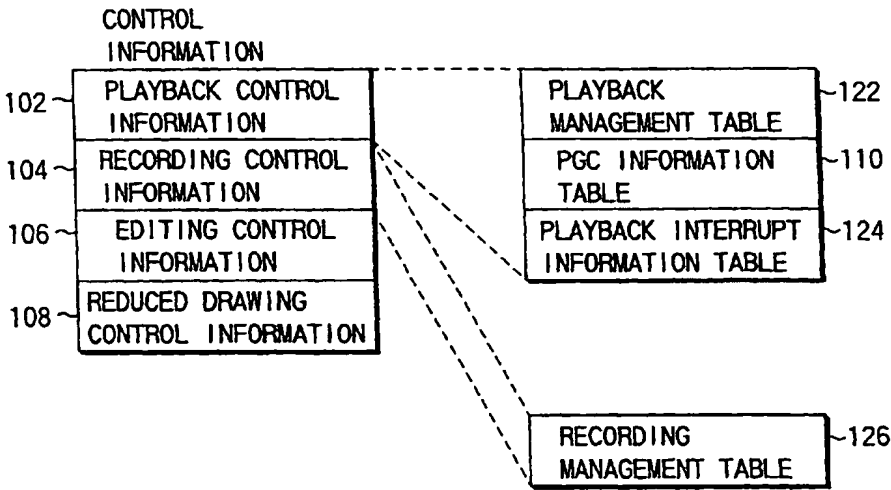 CONTROL
INFORMATION
102
PLAYBACK CONTROL
INFORMATION
104
RECORDING CONTROL
INFORMATION
106
EDITING CONTROL
INFORMATION
108
REDUCED DRAWING
CONTROL INFORMATION
PLAYBACK
MANAGEMENT TABLE
122
PGC INFORMATION
TABLE
110
PLAYBACK INTERRUPT
INFORMATION TABLE
124
RECORDING
MANAGEMENT TABLE
126